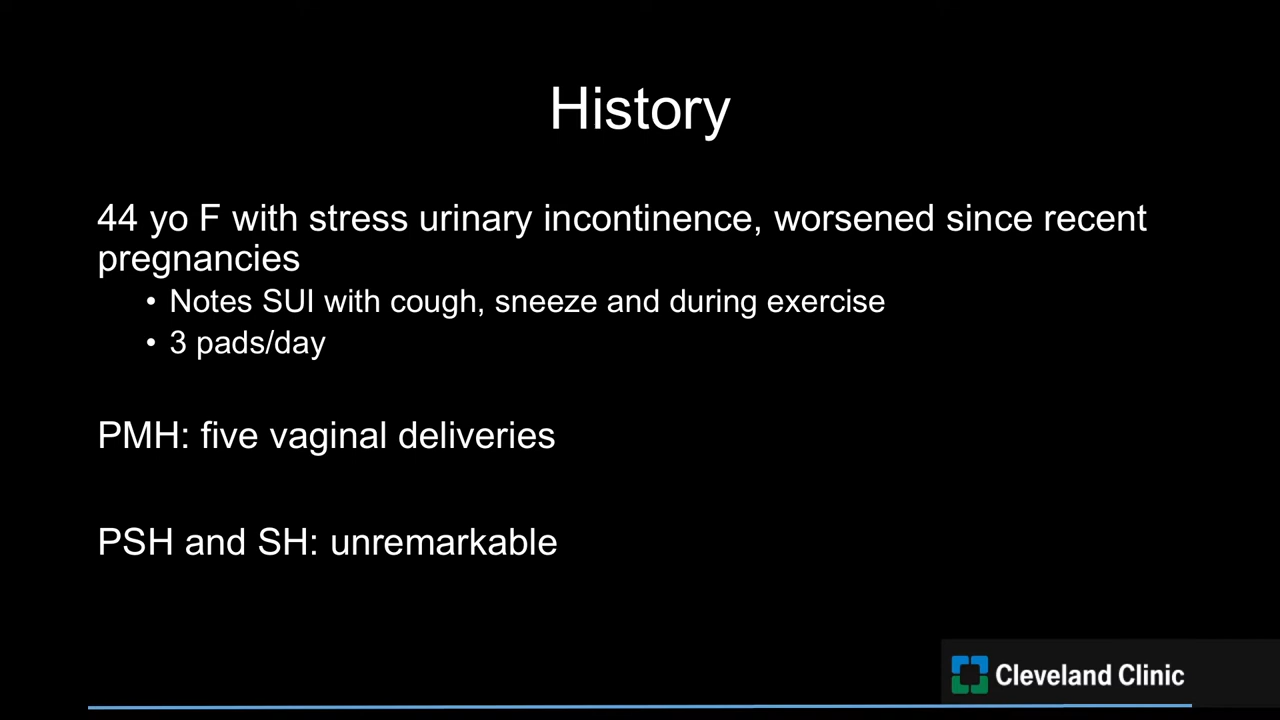 History
44 yo F with stress urinary incontinence, worsened since recent
pregnancies
• Notes SUI with cough, sneeze and during exercise
• 3 pads/day
PMH: five vaginal deliveries
PSH and SH: unremarkable
Cleveland Clinic